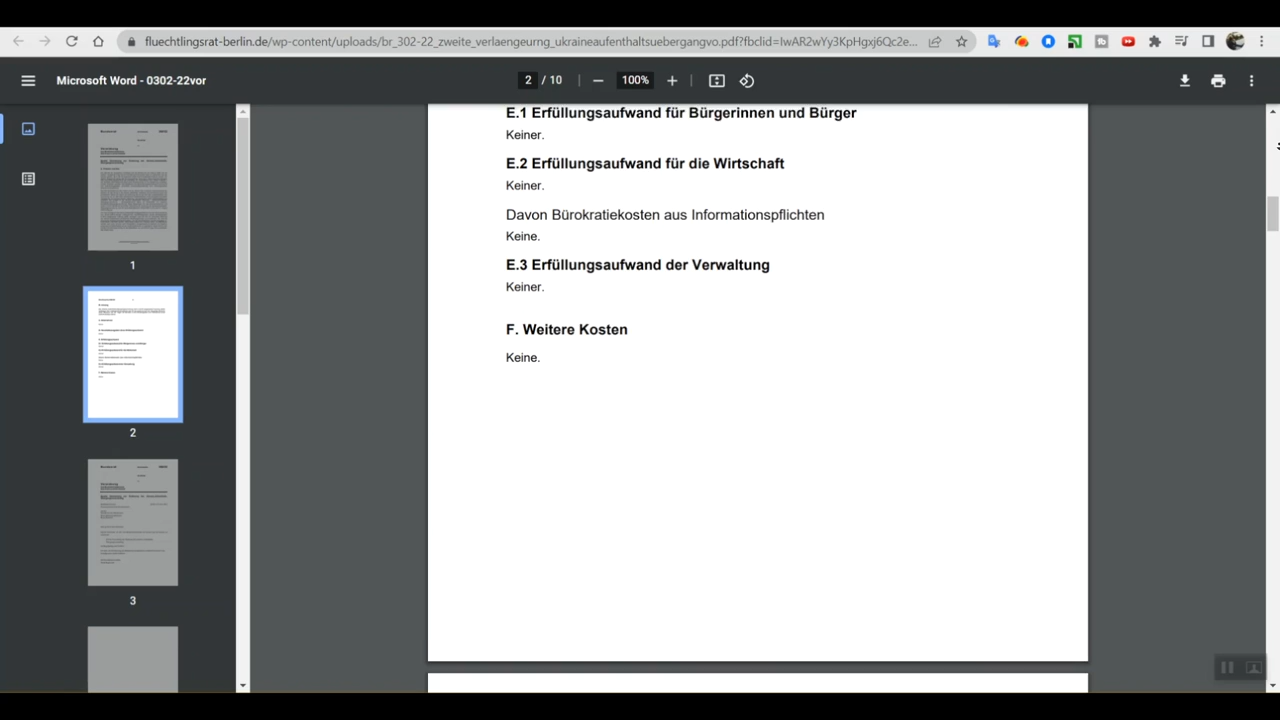 fluechtlingsrat-berlin.de/wp-content/uploads/br_302-22_zweite_verlaengeurng_ukraineaufenthaltsuebergangvo.pdf?fbclid=IwAR2wYy3KpHgxj6Qc2e...
Microsoft Word - 0302-22vor
2 / 10
100%
E.1 Erfüllungsaufwand für Bürgerinnen und Bürger
Keiner.
E.2 Erfüllungsaufwand für die Wirtschaft
Keiner.
Davon Bürokratiekosten aus Informationspflichten
Keine.
E.3 Erfüllungsaufwand der Verwaltung
Keiner.
F. Weitere Kosten
Keine.
1
2
3